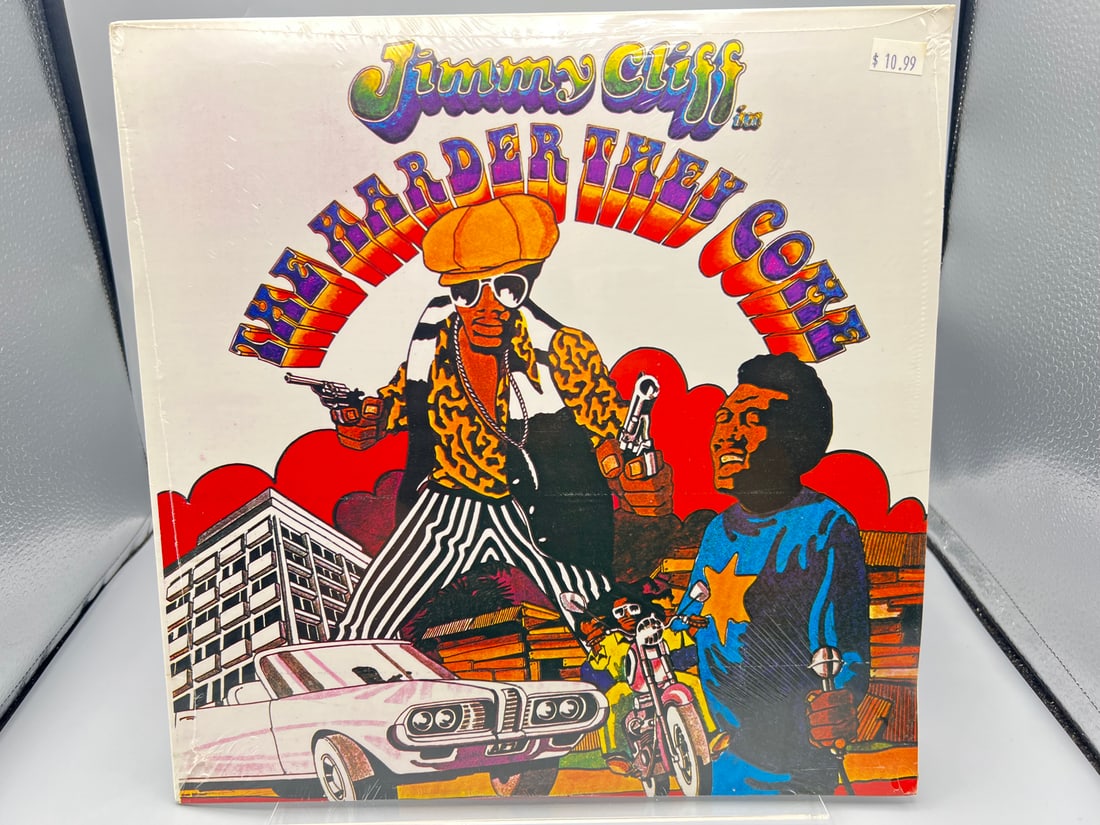 Jimmy Cliff in
$ 10.99
THE HARDER THEY COME